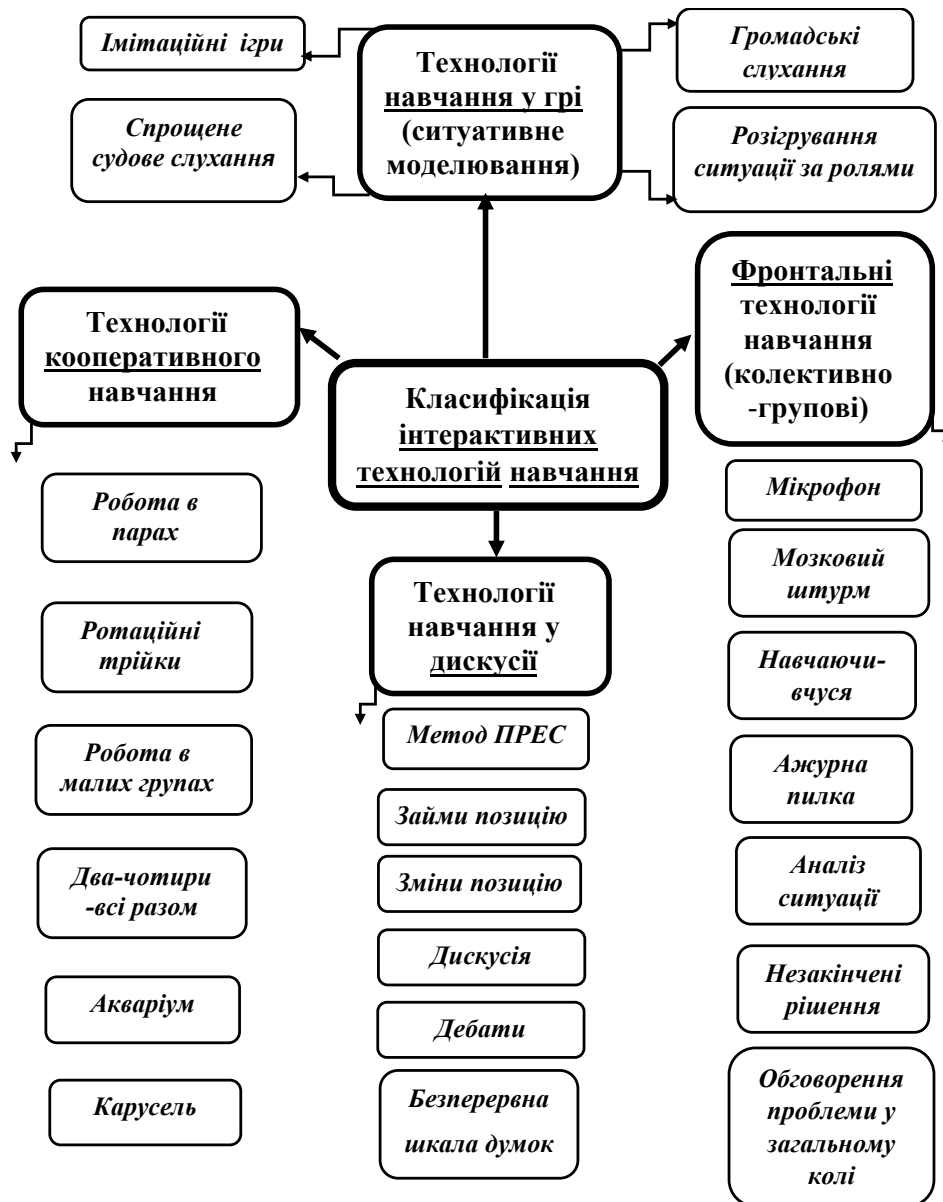 Імітаційні ігри
Технології
навчання у грі
(ситуативне
моделювання)
Громадські
слухання
Спрощене
судове слухання
Розігрування
ситуації за ролями
Технології
кооперативного
навчання
Класифікація
інтерактивних
технологій навчання
Фронтальні
технології
навчання
(колективно
-групові)
Робота в
парах
Ротаційні
трійки
Робота в
малих групах
Два-чотири
-всі разом
Акваріум
Карусель
Технології
навчання у
дискусії
Метод ПРЕС
Займи позицію
Зміни позицію
Дискусія
Дебати
Безперервна
шкала думок
Мікрофон
Мозковий
штурм
Навчаючи-
вчуся
Ажурна
пилка
Аналіз
ситуації
Незакінчені
рішення
Обговорення
проблеми у
загальному
колі